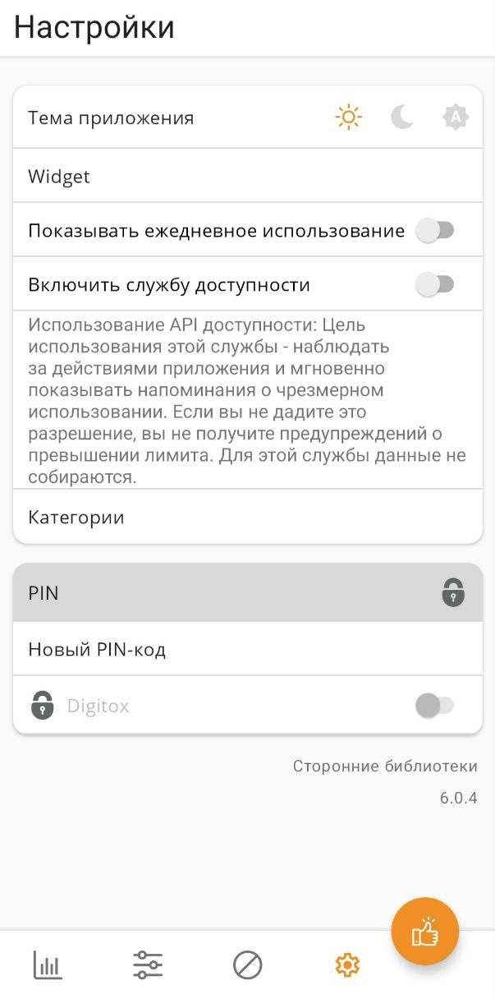 Настройки
Тема приложения
A
Widget
Показывать ежедневное использование
Включить службу доступности
Использование API доступности: Цель
использования этой службы - наблюдать
за действиями приложения и мгновенно
показывать напоминания о чрезмерном
использовании. Если вы не дадите это
разрешение, вы не получите предупреждений о
превышении лимита. Для этой службы данные не
собираются.
Категории
PIN
Новый PIN-код
Digitox
Сторонние библиотеки
6.0.4